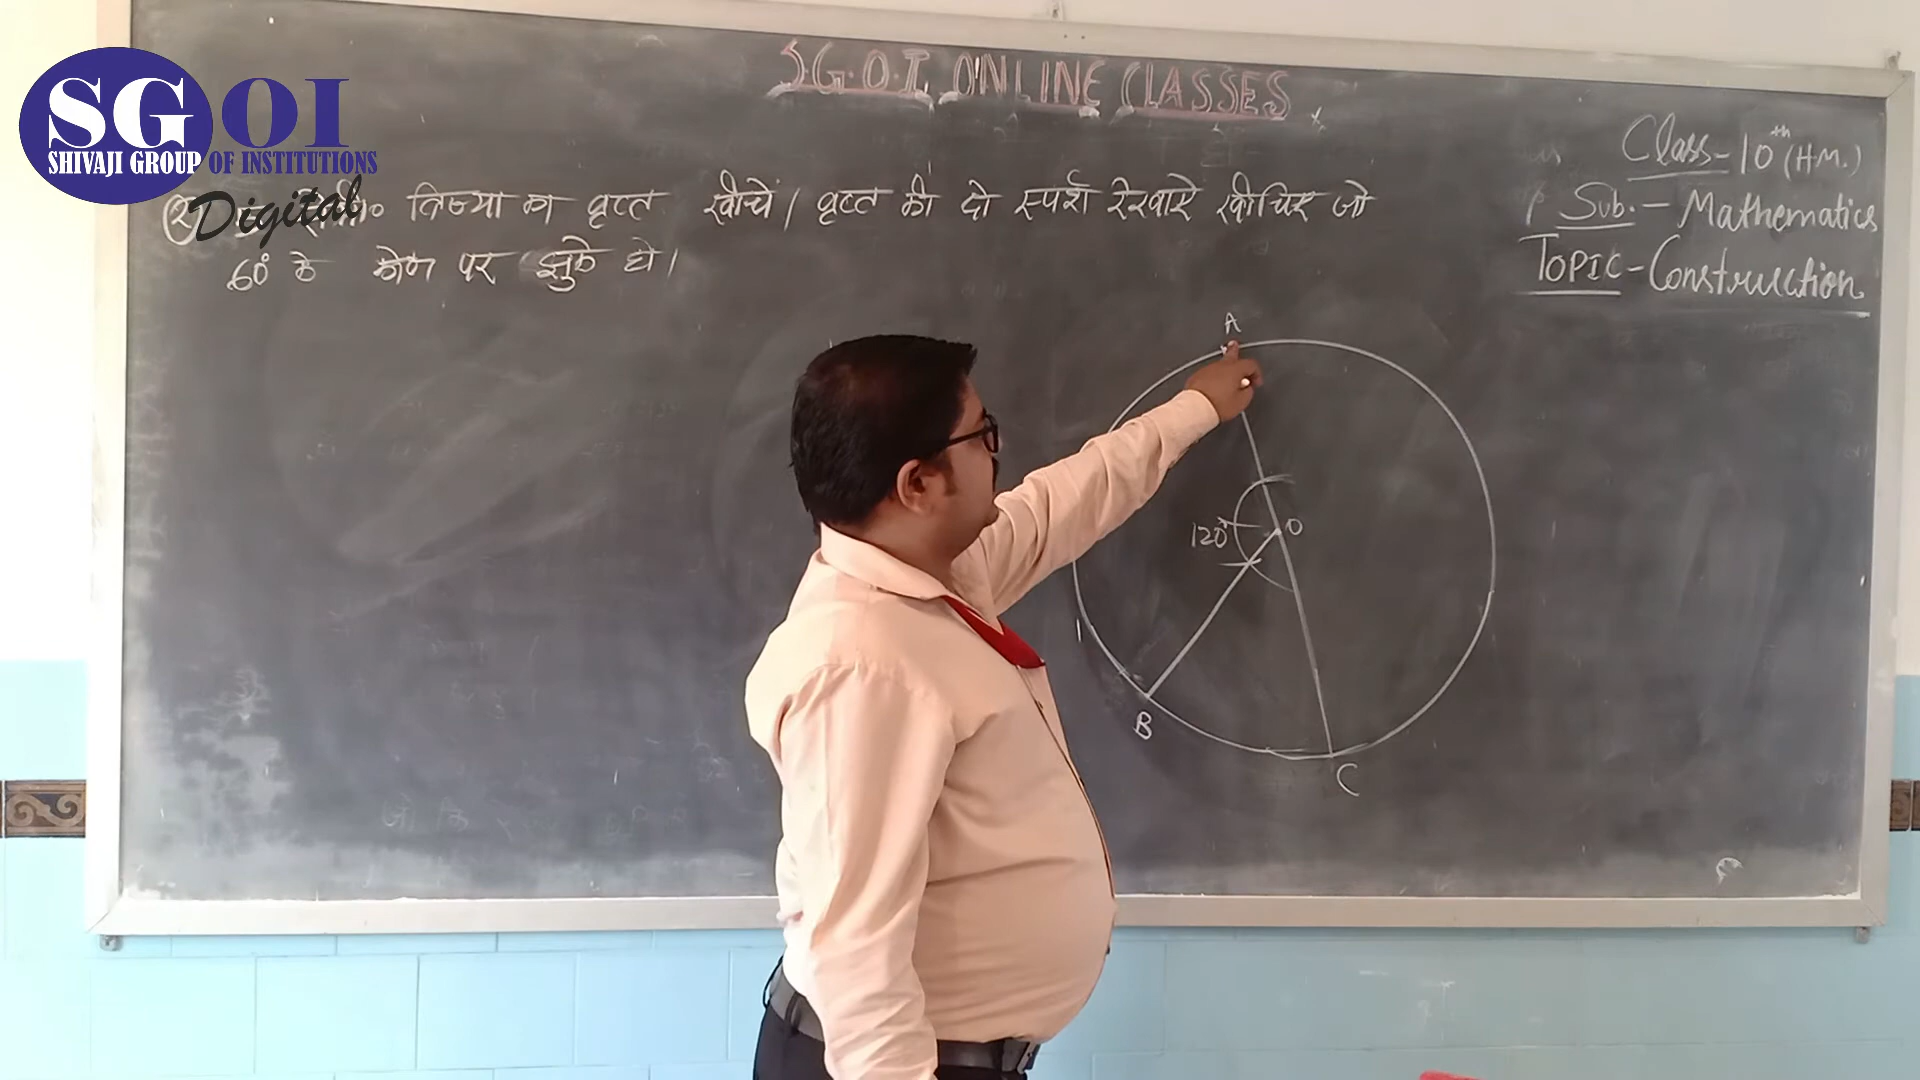 SGOI
SHIVAJI GROUP OF INSTITUTIONS
Digital
S.G.O.I. ONLINE CLASSES
Class-10th (H.M.)
Sub.- Mathematics
TOPIC-Construction
त्रिज्या का वृत्त खीचें। वृत्त की दो स्पर्श रेखाऐ खीचिए जो
60° के कोण पर झुके हो।
A
120°
O
B
C